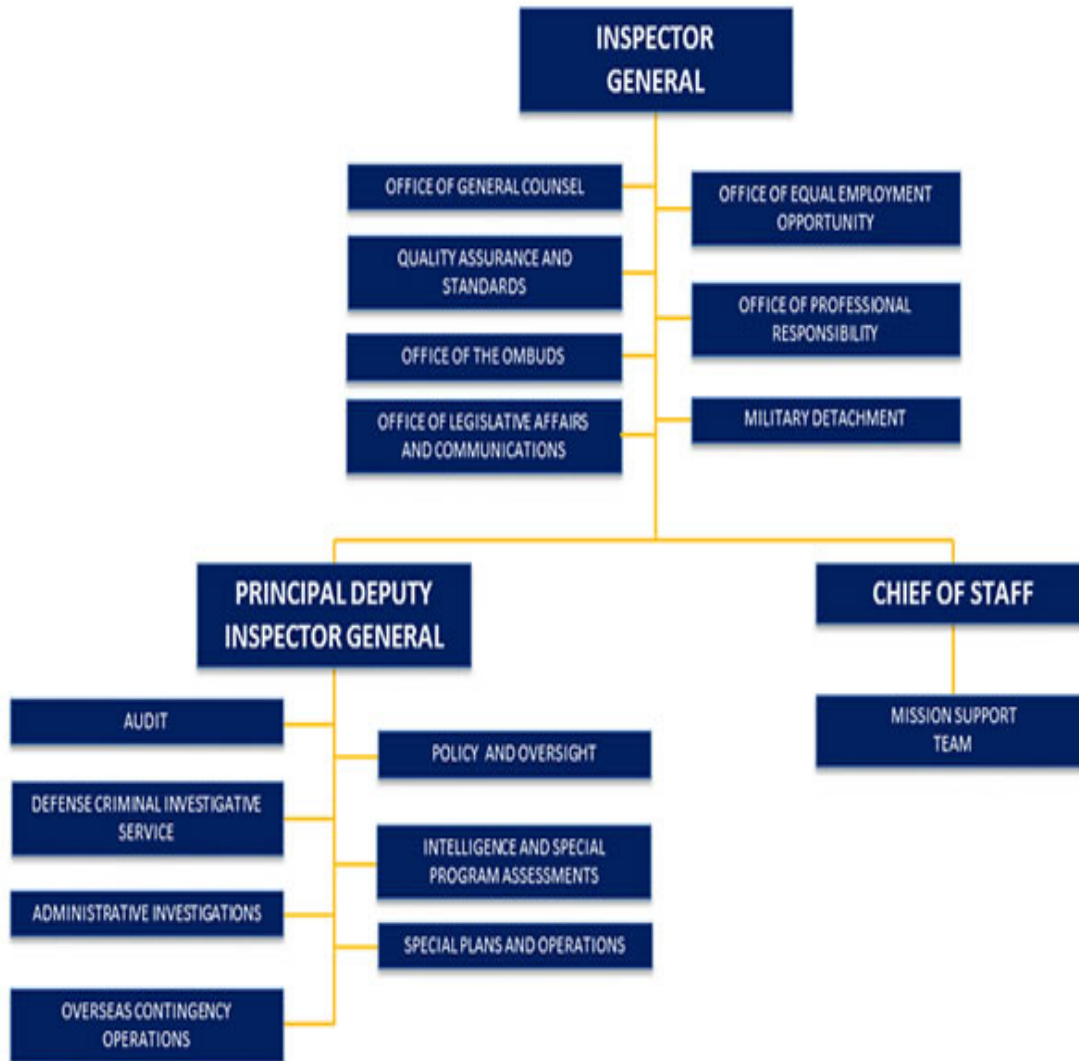 INSPECTOR
GENERAL
OFFICE OF GENERAL COUNSEL
OFFICE OF EQUAL EMPLOYMENT
OPPORTUNITY
QUALITY ASSURANCE AND
STANDARDS
OFFICE OF PROFESSIONAL
RESPONSIBILITY
OFFICE OF THE OMBUDS
MILITARY DETACHMENT
OFFICE OF LEGISLATIVE AFFAIRS
AND COMMUNICATIONS
PRINCIPAL DEPUTY
INSPECTOR GENERAL
CHIEF OF STAFF
AUDIT
POLICY AND OVERSIGHT
MISSION SUPPORT
TEAM
DEFENSE CRIMINAL INVESTIGATIVE
SERVICE
INTELLIGENCE AND SPECIAL
PROGRAM ASSESSMENTS
ADMINISTRATIVE INVESTIGATIONS
SPECIAL PLANS AND OPERATIONS
OVERSEAS CONTINGENCY
OPERATIONS